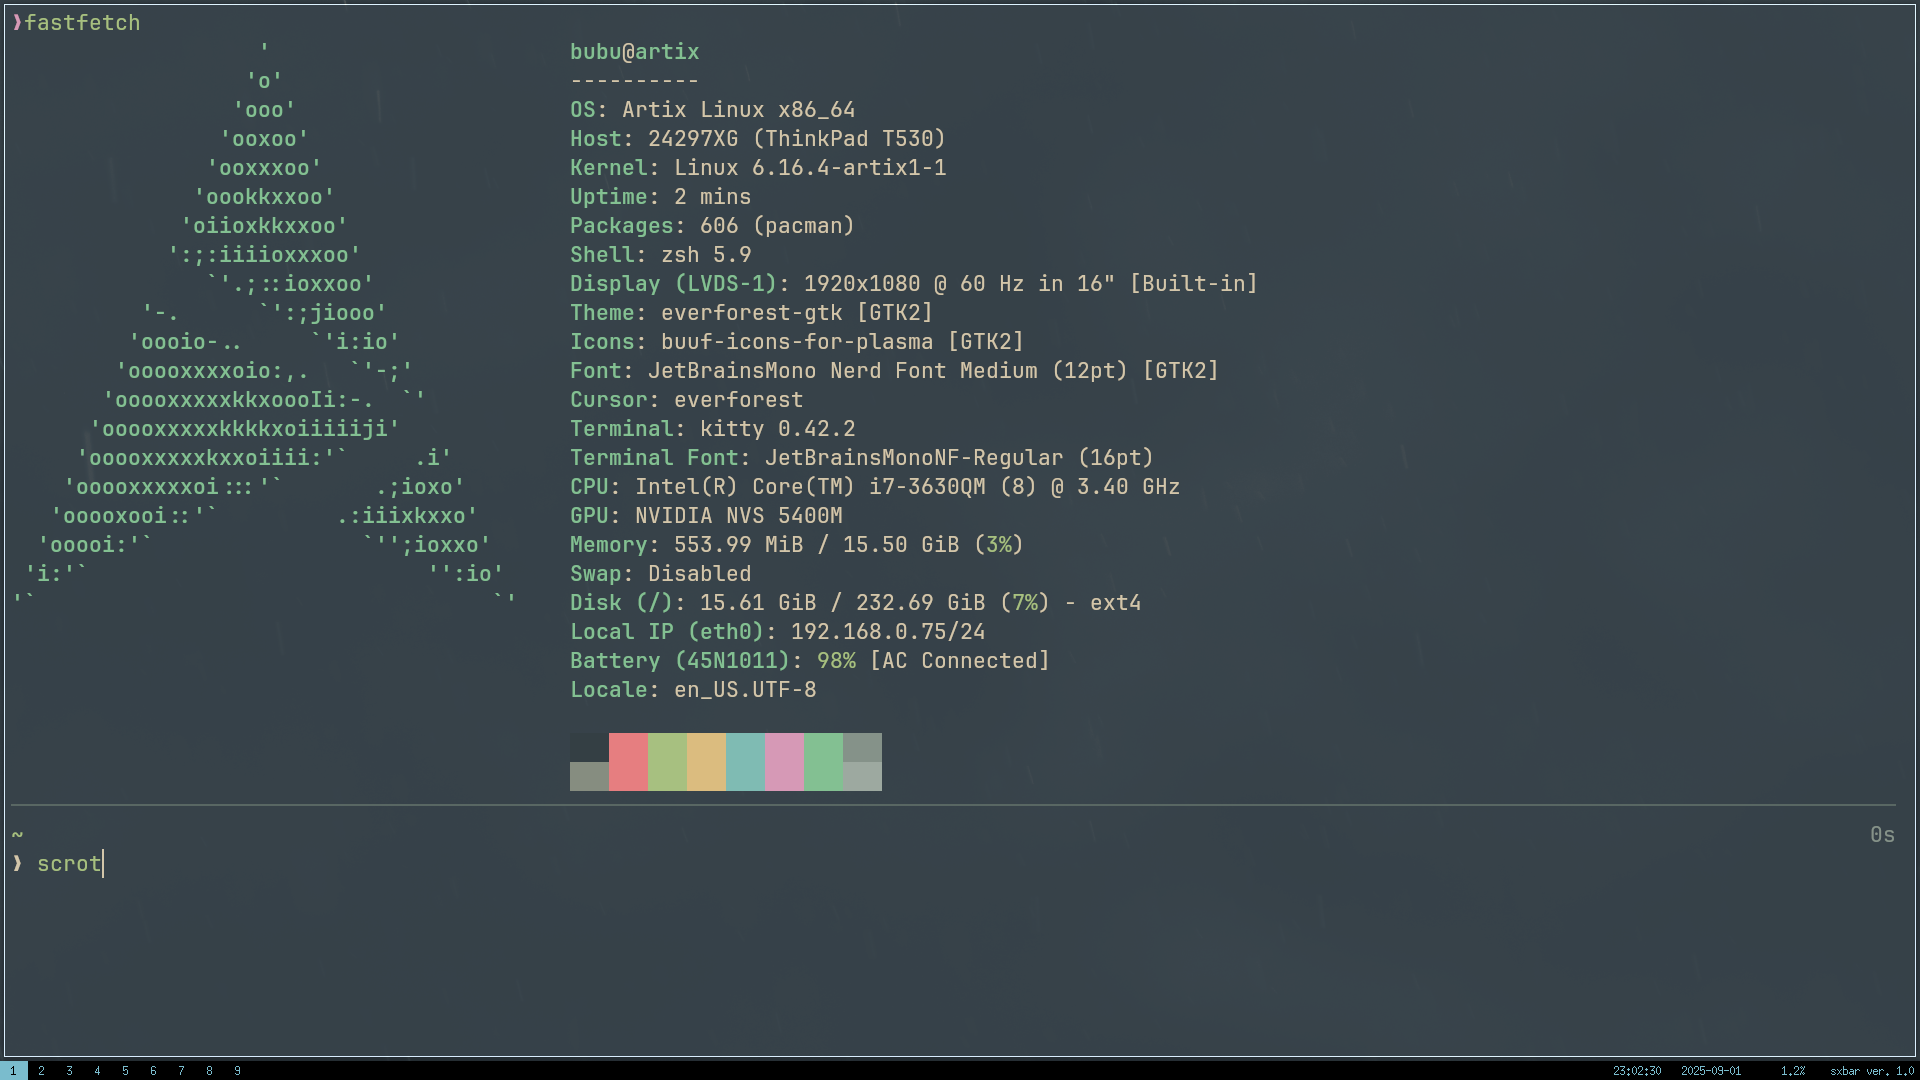 ❯fastfetch
'
'o'
'ooo'
'ooxoo'
'ooxxxoo'
'oookkxxoo'
'oiioxkkxxoo'
':;:iiiioxxxoo'
`'.;::ioxxoo'
'-.      `':;jiooo'
'oooio-..     `'i:io'
'ooooxxxxoio:,.   `'-;'
'ooooxxxxxkkxoooIi:-.  `'
'ooooxxxxxkkkkxoiiiiiji'
'ooooxxxxxkxxoiiii:'`     .i'
'ooooxxxxxoi:::'`       .;ioxo'
'ooooxooi::'`         .:iiixkxxo'
'ooooi:'`                `'';ioxxo'
'i:'`                          '':io'
'`                                   `'
bubu@artix
----------
OS: Artix Linux x86_64
Host: 24297XG (ThinkPad T530)
Kernel: Linux 6.16.4-artix1-1
Uptime: 2 mins
Packages: 606 (pacman)
Shell: zsh 5.9
Display (LVDS-1): 1920x1080 @ 60 Hz in 16" [Built-in]
Theme: everforest-gtk [GTK2]
Icons: buuf-icons-for-plasma [GTK2]
Font: JetBrainsMono Nerd Font Medium (12pt) [GTK2]
Cursor: everforest
Terminal: kitty 0.42.2
Terminal Font: JetBrainsMonoNF-Regular (16pt)
CPU: Intel(R) Core(TM) i7-3630QM (8) @ 3.40 GHz
GPU: NVIDIA NVS 5400M
Memory: 553.99 MiB / 15.50 GiB (3%)
Swap: Disabled
Disk (/): 15.61 GiB / 232.69 GiB (7%) - ext4
Local IP (eth0): 192.168.0.75/24
Battery (45N1011): 98% [AC Connected]
Locale: en_US.UTF-8
~ 0s
❯ scrot
1 2 3 4 5 6 7 8 9 23:02:30 2025-09-01 1.2% sxbar ver. 1.0